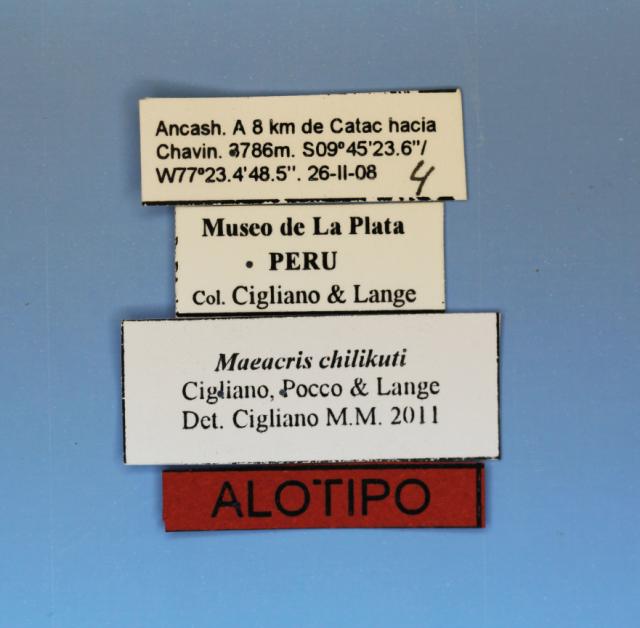 Ancash. A 8 km de Catac hacia
Chavin. 3786m. S09°45'23.6"/
W77°23.4'48.5". 26-II-08 4
Museo de La Plata
PERU
Col. Cigliano & Lange
Maeacris chilikuti
Cigliano, Pocco & Lange
Det. Cigliano M.M. 2011
ALOTIPO